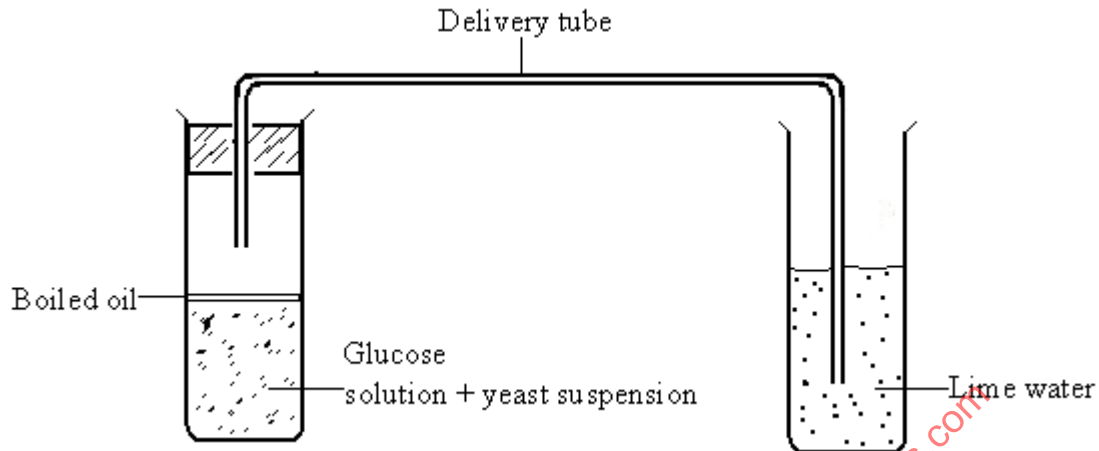 Delivery tube
Boiled oil
Glucose
solution + yeast suspension
Lime water